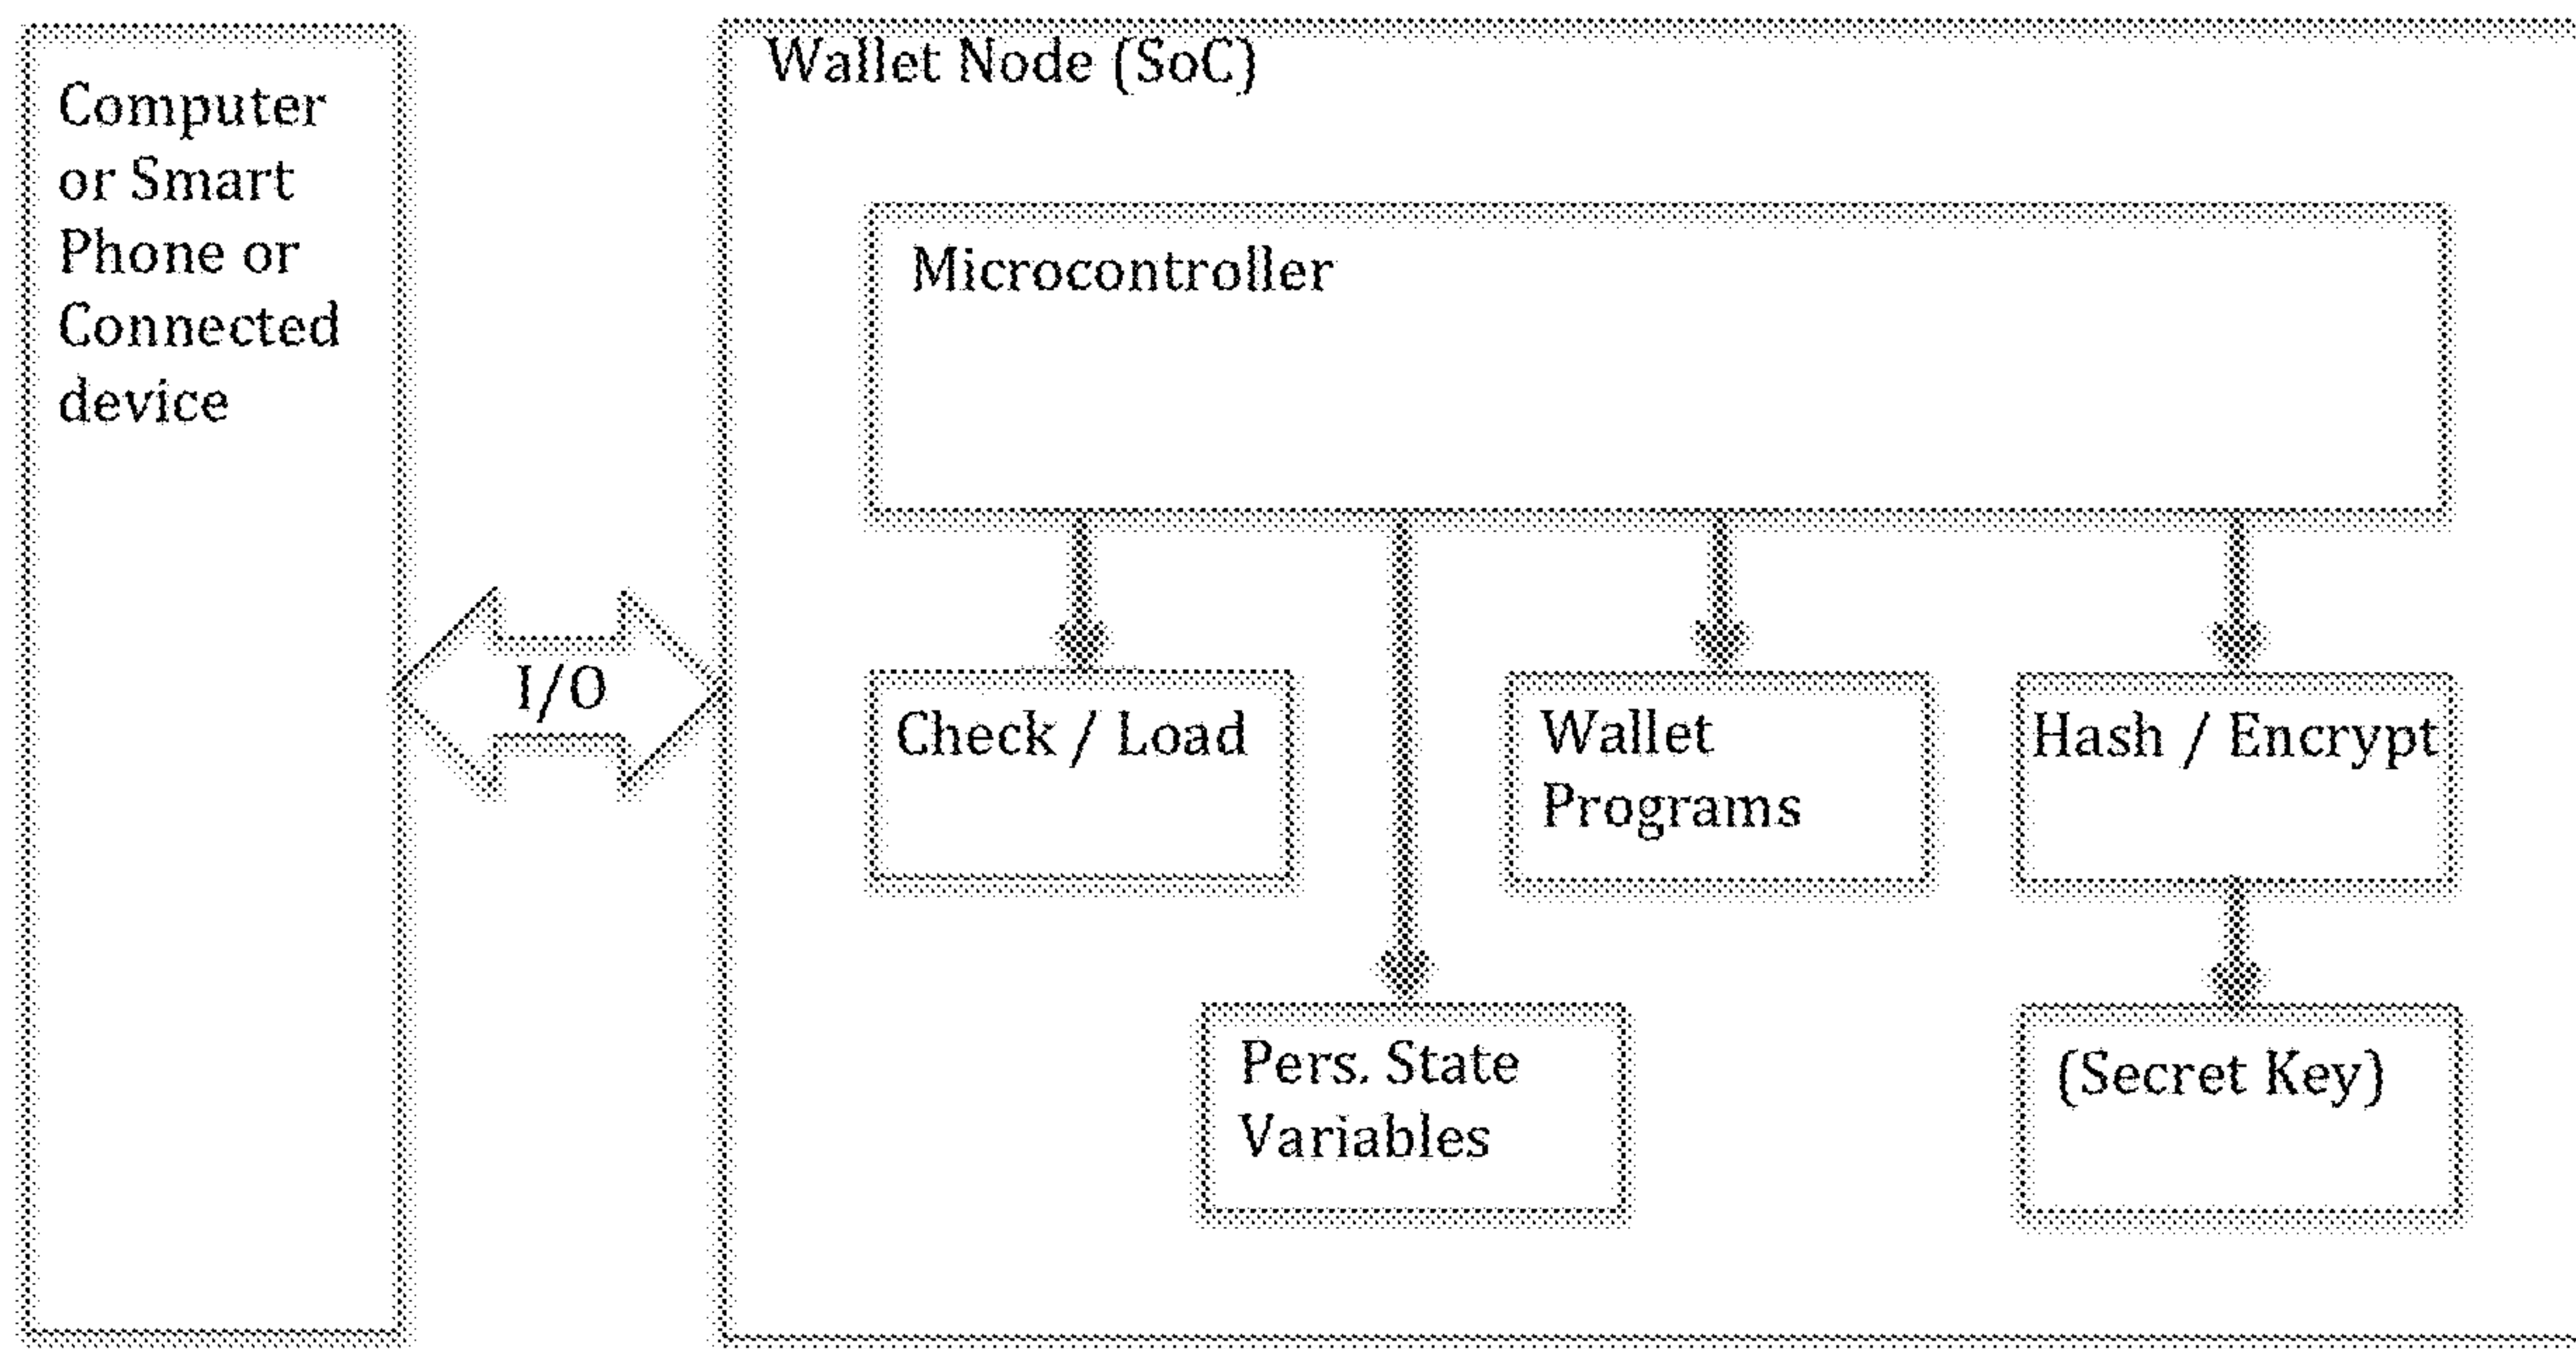 Computer
or Smart
Phone or
Connected
device
I/O
Wallet Node (SoC)
Microcontroller
Check / Load
Wallet
Programs
Hash / Encrypt
Pers. State
Variables
(Secret Key)